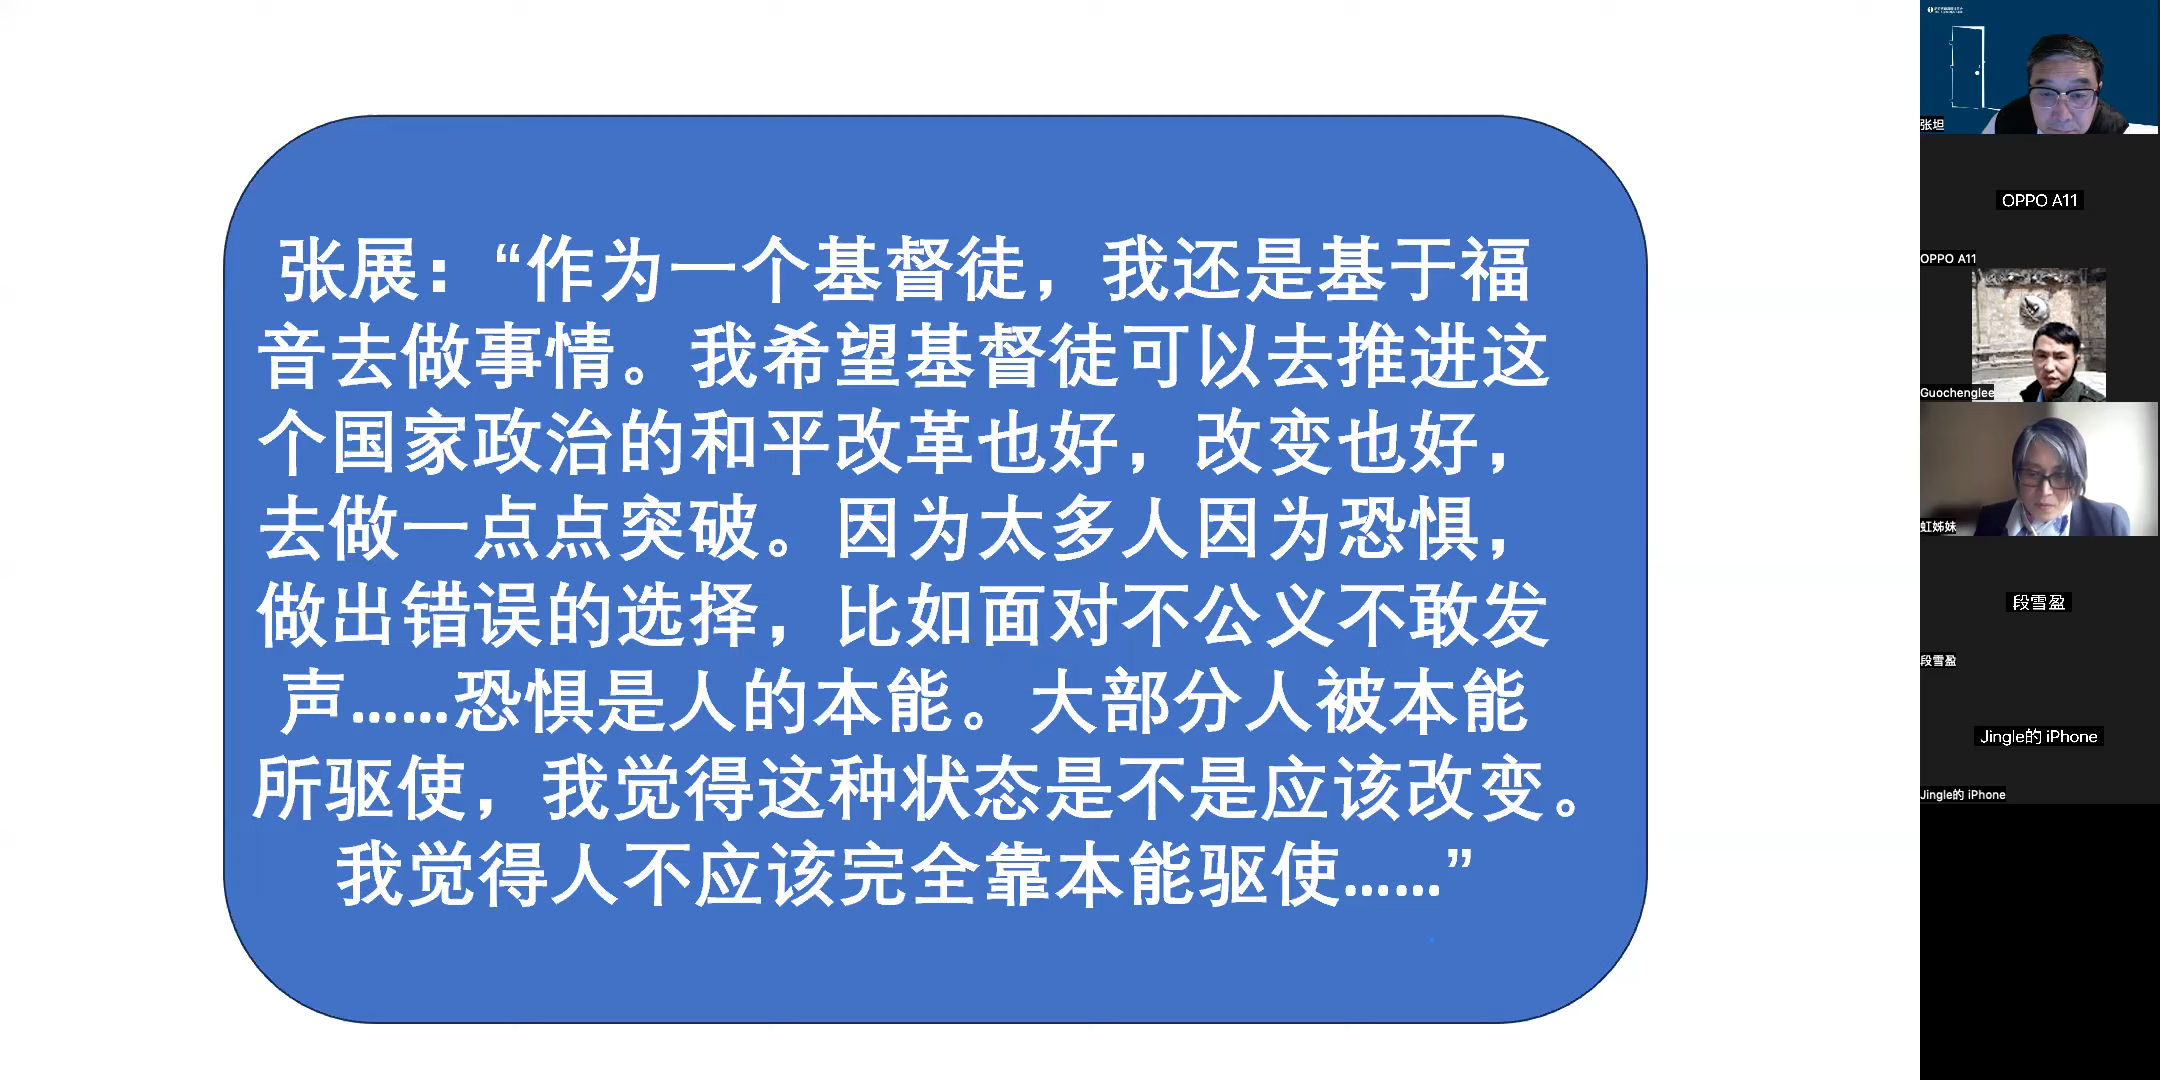 张展：“作为一个基督徒，我还是基于福
音去做事情。我希望基督徒可以去推进这
个国家政治的和平改革也好，改变也好，
去做一点点突破。因为太多人因为恐惧，
做出错误的选择，比如面对不公义不敢发
声……恐惧是人的本能。大部分人被本能
所驱使，我觉得这种状态是不是应该改变。
我觉得人不应该完全靠本能驱使……”
张坦
OPPO A11
OPPO A11
Guochenglee
虹姊妹
段雪盈
段雪盈
Jingle的 iPhone
Jingle的 iPhone